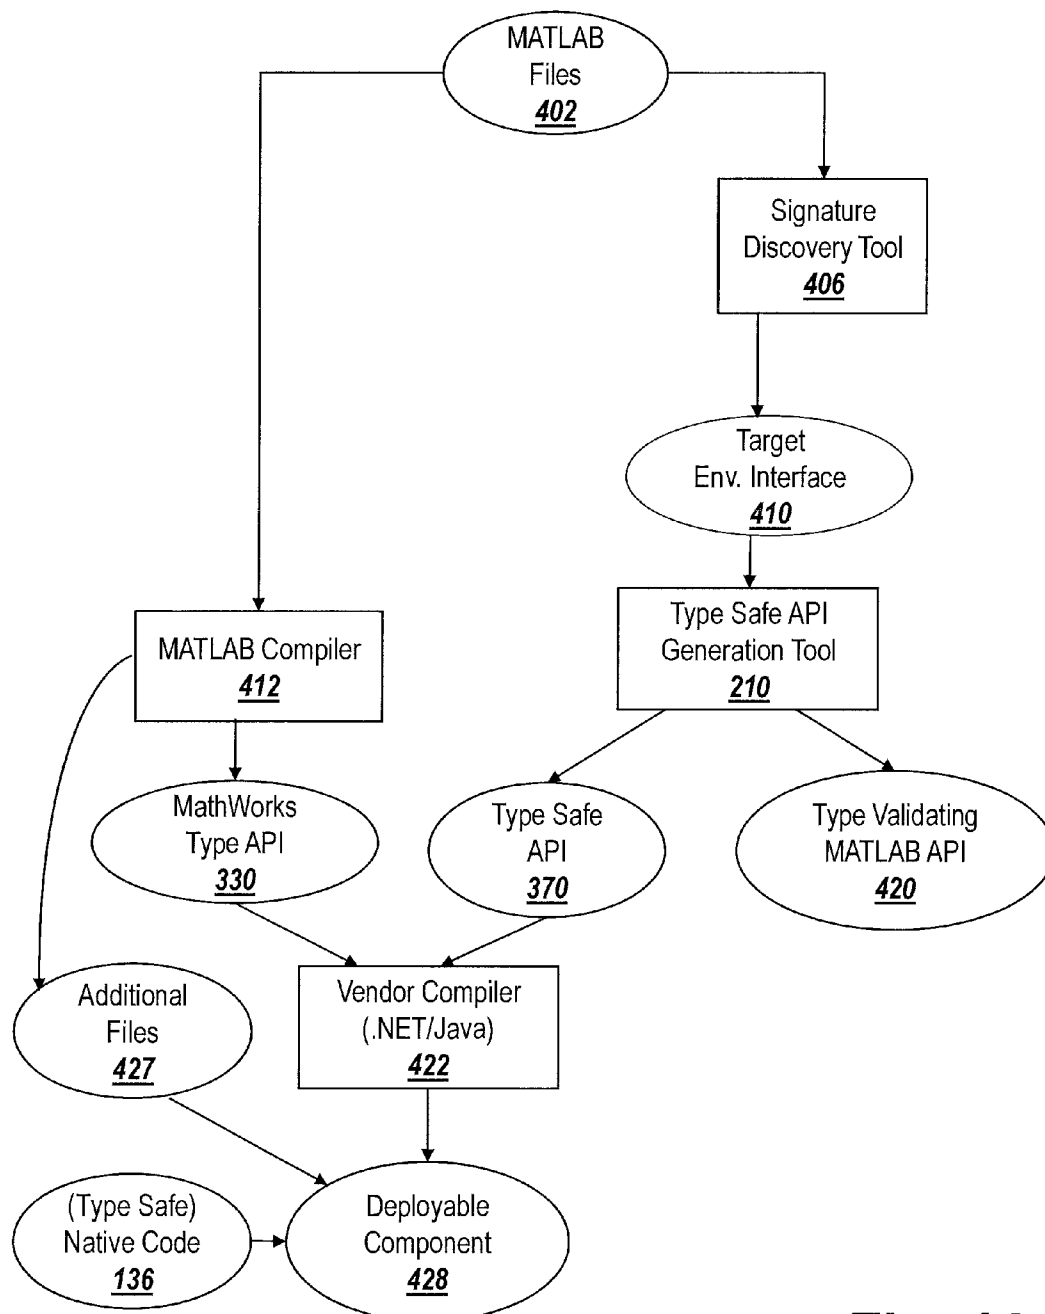 MATLAB
Files
402
Signature
Discovery Tool
406
Target
Env. Interface
410
MATLAB Compiler
412
Type Safe API
Generation Tool
210
MathWorks
Type API
330
Type Safe
API
370
Type Validating
MATLAB API
420
Additional
Files
427
Vendor Compiler
(.NET/Java)
422
(Type Safe)
Native Code
136
Deployable
Component
428